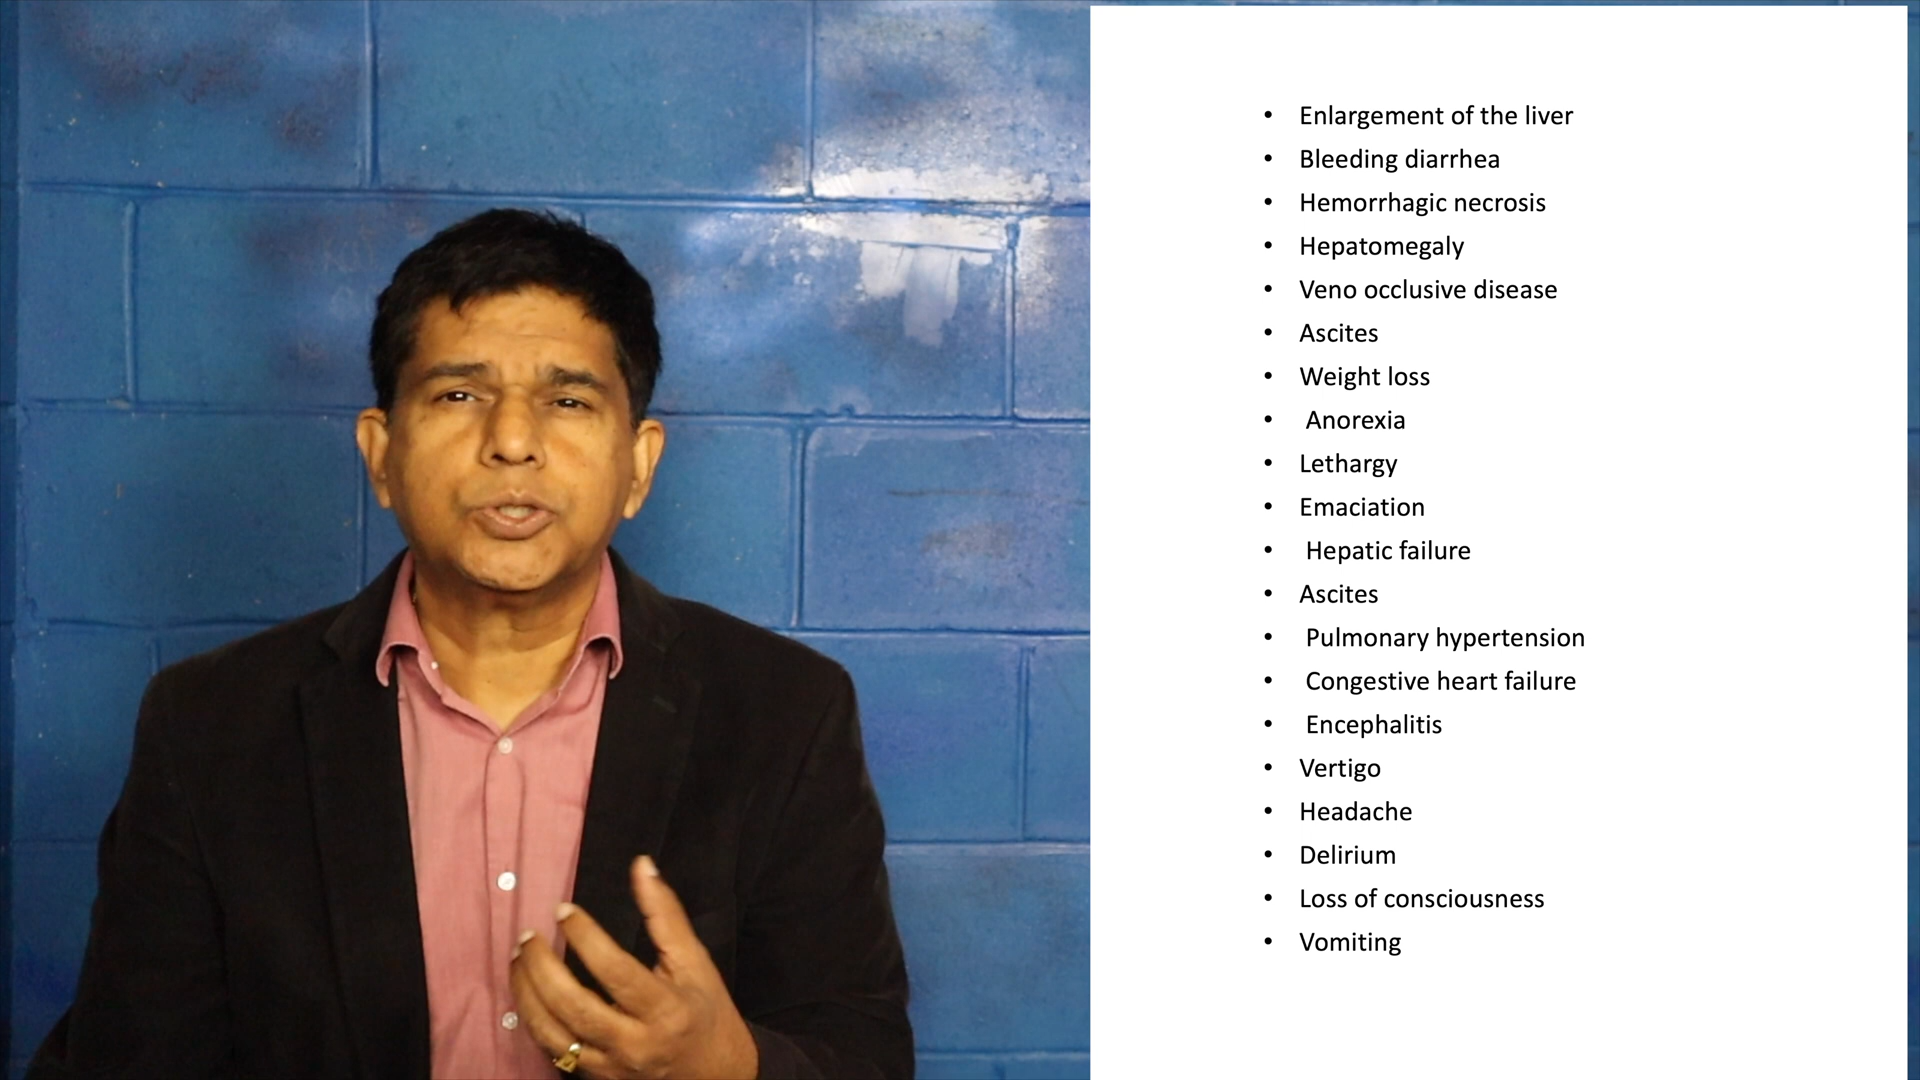 • Enlargement of the liver
• Bleeding diarrhea
• Hemorrhagic necrosis
• Hepatomegaly
• Veno occlusive disease
• Ascites
• Weight loss
• Anorexia
• Lethargy
• Emaciation
• Hepatic failure
• Ascites
• Pulmonary hypertension
• Congestive heart failure
• Encephalitis
• Vertigo
• Headache
• Delirium
• Loss of consciousness
• Vomiting